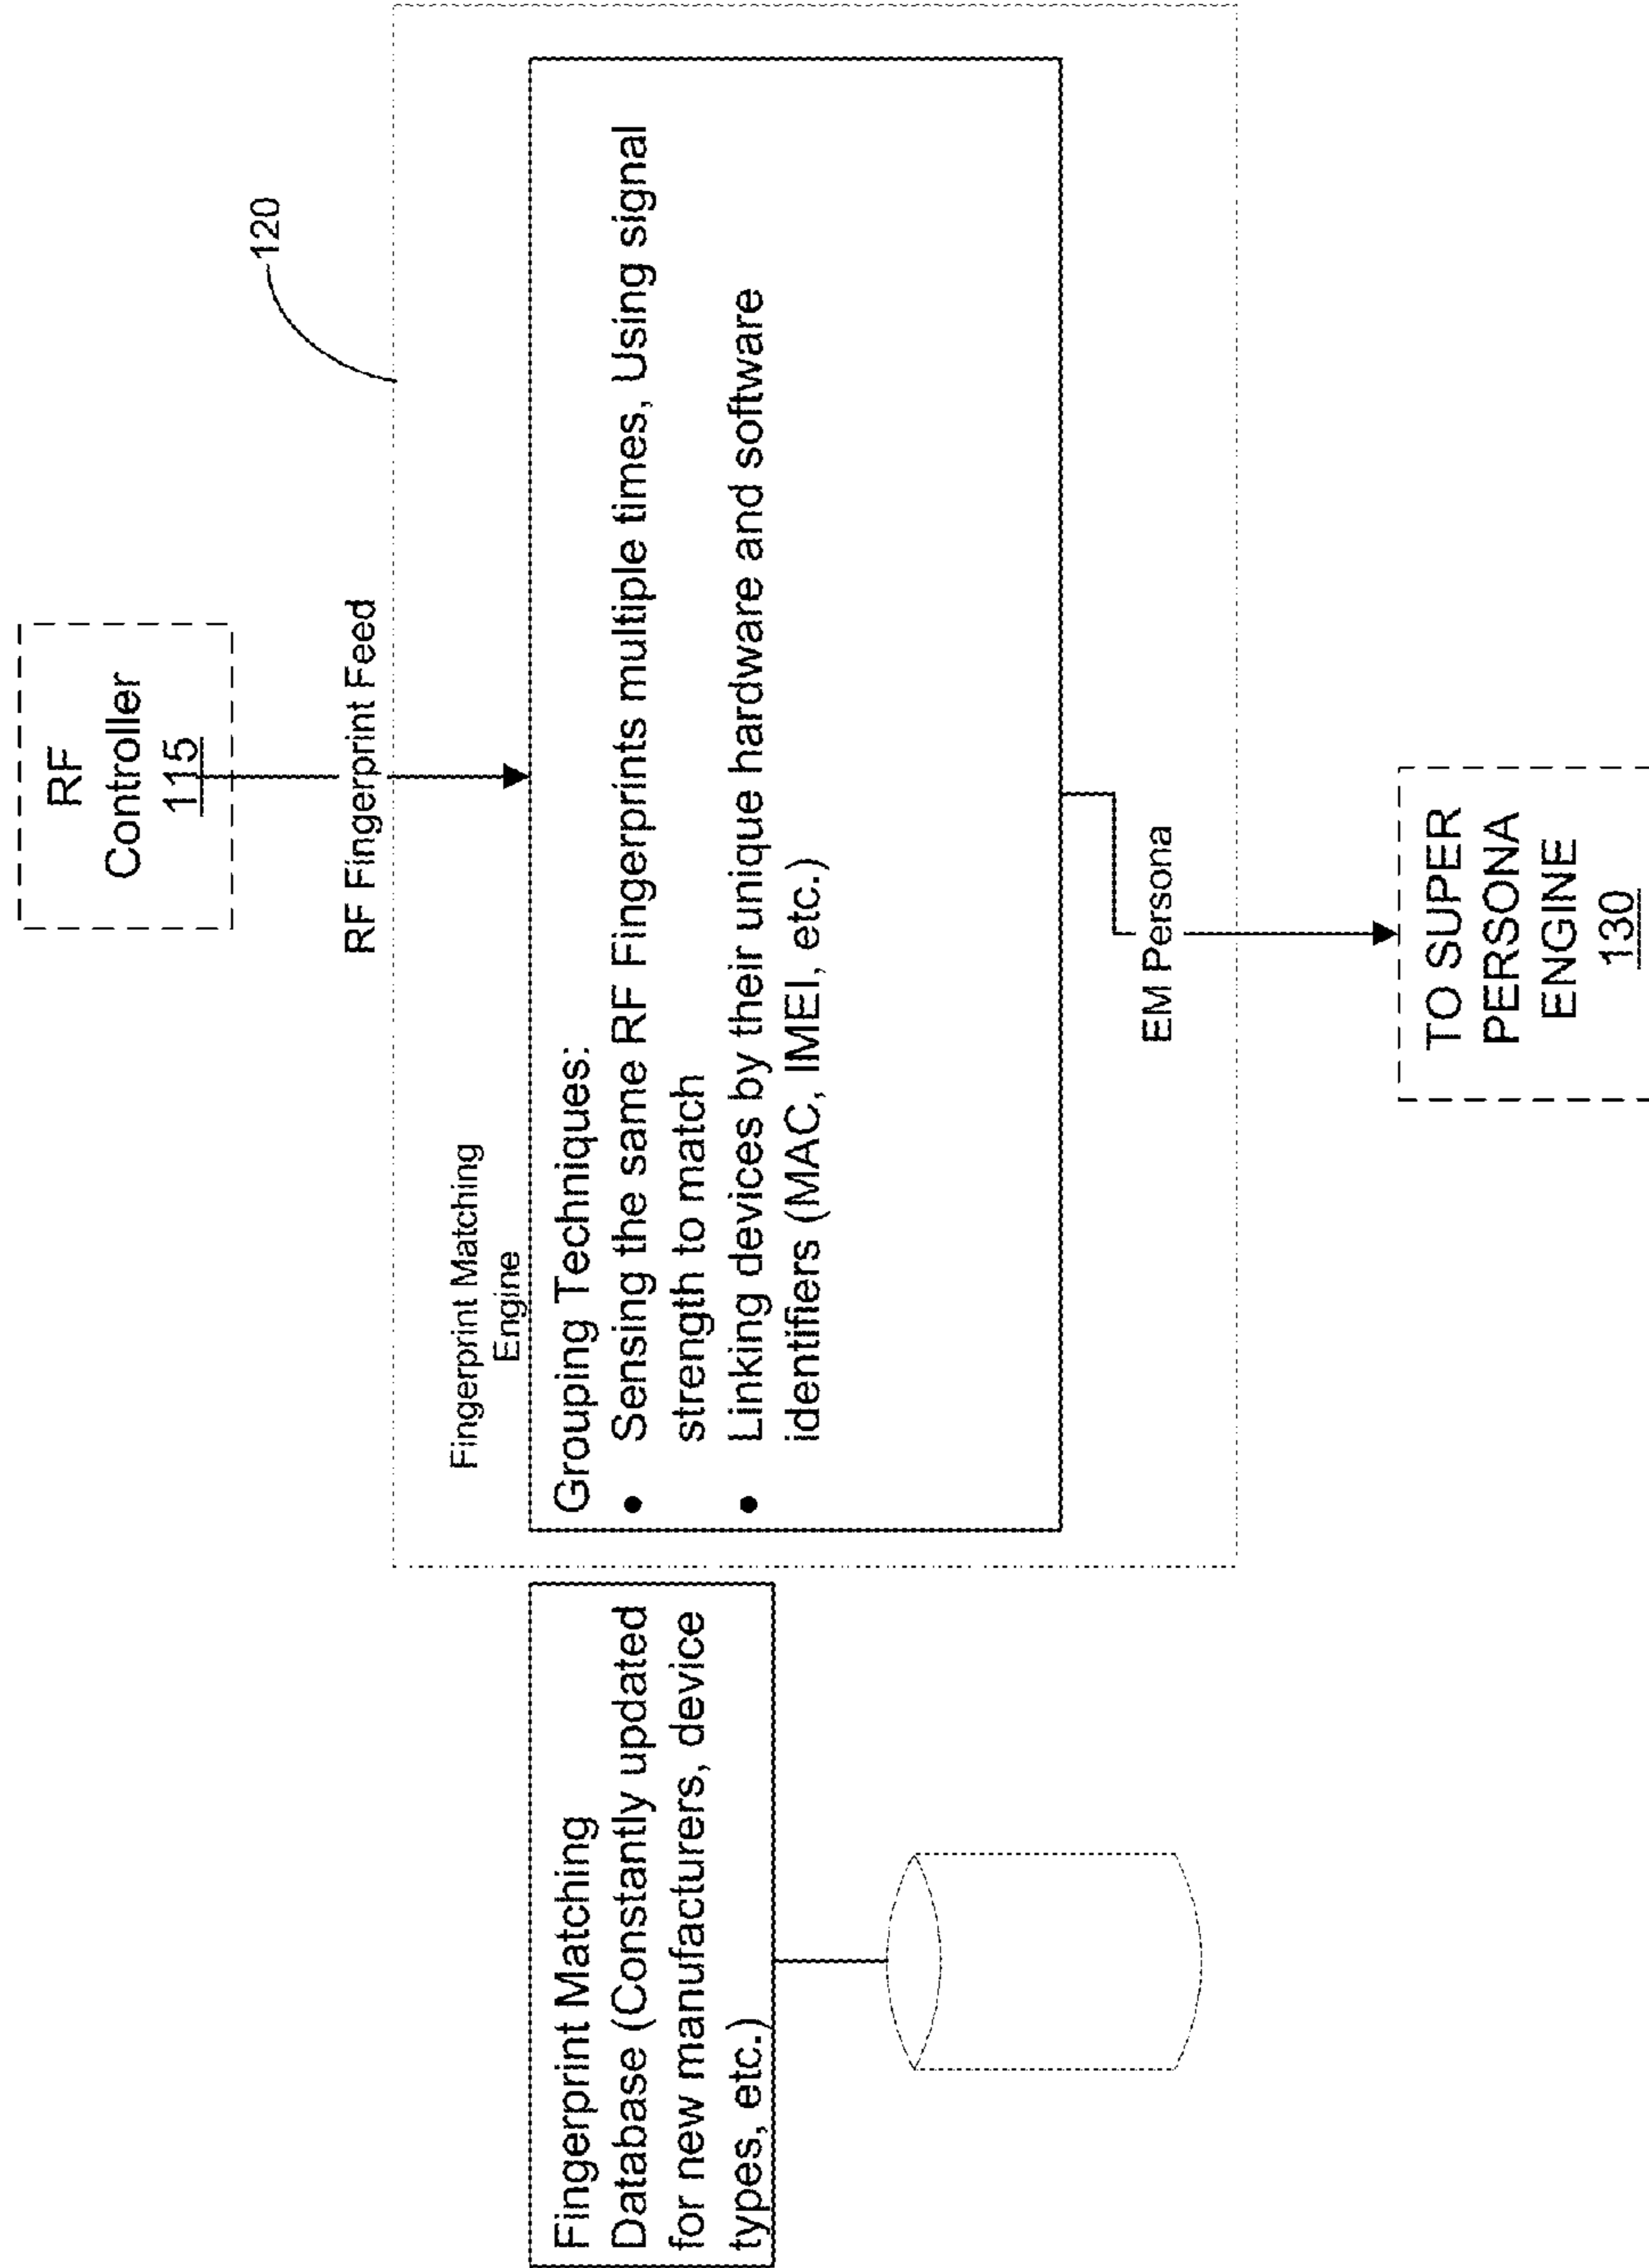 RF
Controller
115
RF Fingerprint Feed
120
Fingerprint Matching
Engine
Grouping Techniques:
• Sensing the same RF Fingerprints multiple times, Using signal
strength to match
• Linking devices by their unique hardware and software
identifiers (MAC, IMEI, etc.)
Fingerprint Matching
Database (Constantly updated
for new manufacturers, device
types, etc.)
EM Persona
TO SUPER
PERSONA
ENGINE
130